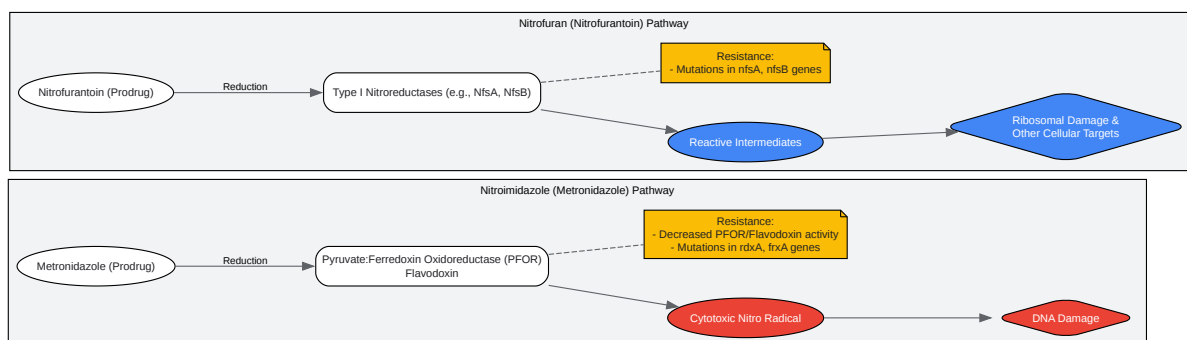 Nitrofuran (Nitrofurantoin) Pathway
Nitrofurantoin (Prodrug)
Reduction
Type I Nitroreductases (e.g., NfsA, NfsB)
Resistance:
- Mutations in nfsA, nfsB genes
Reactive Intermediates
Ribosomal Damage &
Other Cellular Targets
Nitroimidazole (Metronidazole) Pathway
Metronidazole (Prodrug)
Reduction
Pyruvate:Ferredoxin Oxidoreductase (PFOR)
Flavodoxin
Resistance:
- Decreased PFOR/Flavodoxin activity
- Mutations in rdxA, frxA genes
Cytotoxic Nitro Radical
DNA Damage